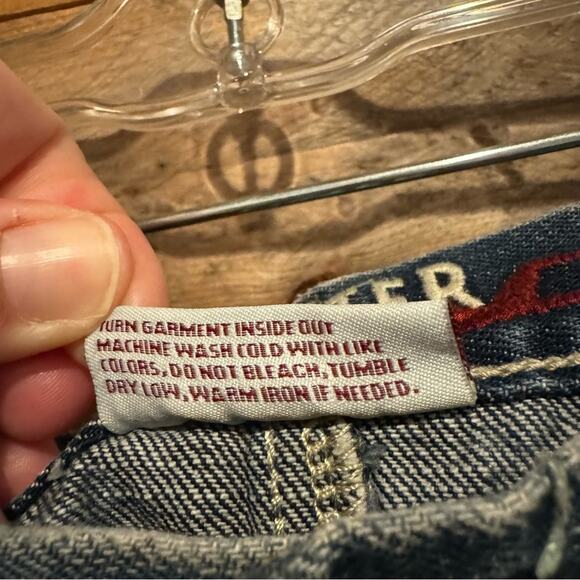 TER
TURN GARMENT INSIDE OUT
MACHINE WASH COLD WITH LIKE
COLORS, DO NOT BLEACH, TUMBLE
DRY LOW, WARM IRON IF NEEDED.